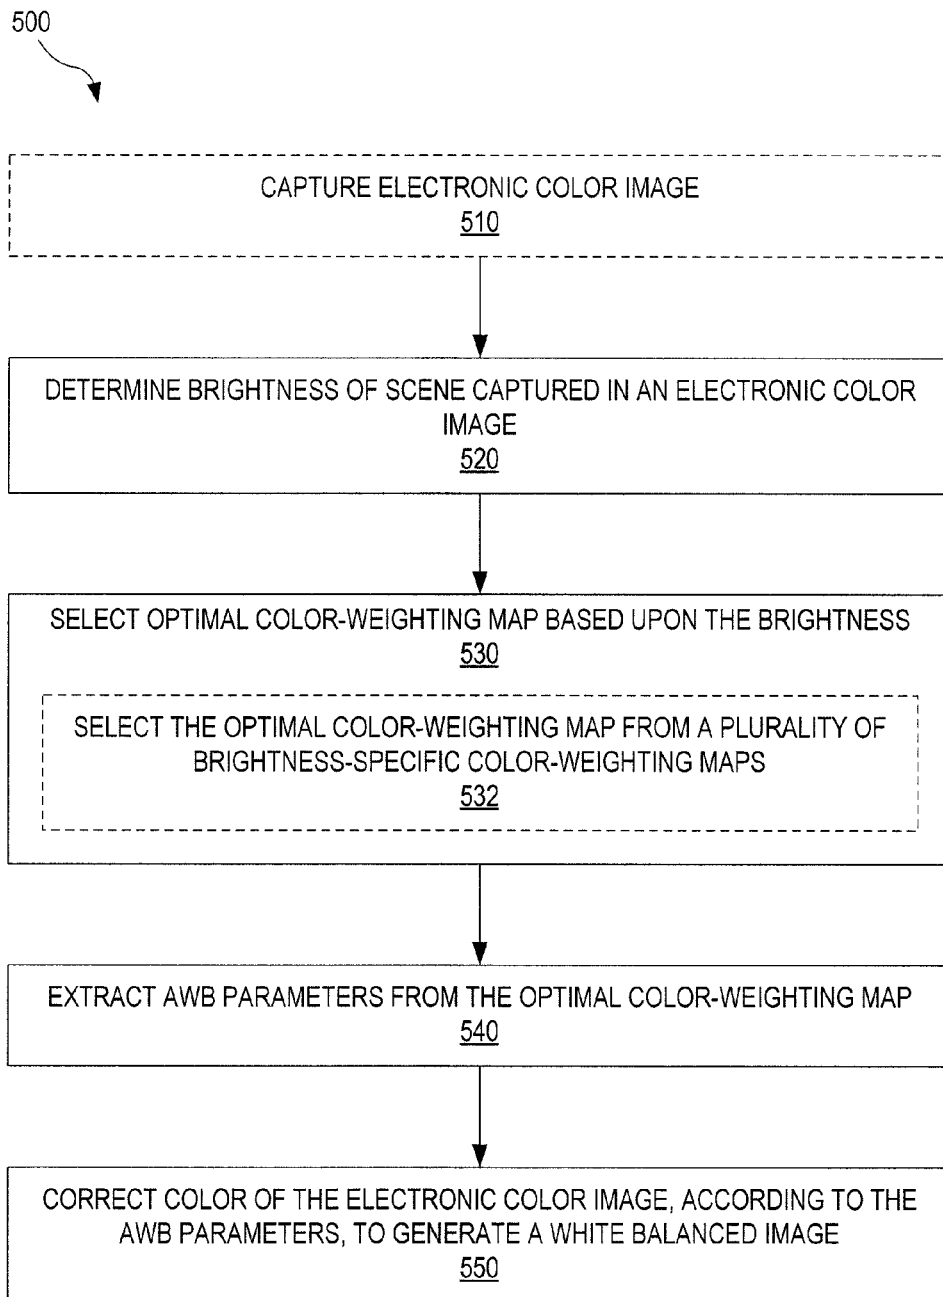 500
CAPTURE ELECTRONIC COLOR IMAGE
510
DETERMINE BRIGHTNESS OF SCENE CAPTURED IN AN ELECTRONIC COLOR
IMAGE
520
SELECT OPTIMAL COLOR-WEIGHTING MAP BASED UPON THE BRIGHTNESS
530
SELECT THE OPTIMAL COLOR-WEIGHTING MAP FROM A PLURALITY OF
BRIGHTNESS-SPECIFIC COLOR-WEIGHTING MAPS
532
EXTRACT AWB PARAMETERS FROM THE OPTIMAL COLOR-WEIGHTING MAP
540
CORRECT COLOR OF THE ELECTRONIC COLOR IMAGE, ACCORDING TO THE
AWB PARAMETERS, TO GENERATE A WHITE BALANCED IMAGE
550